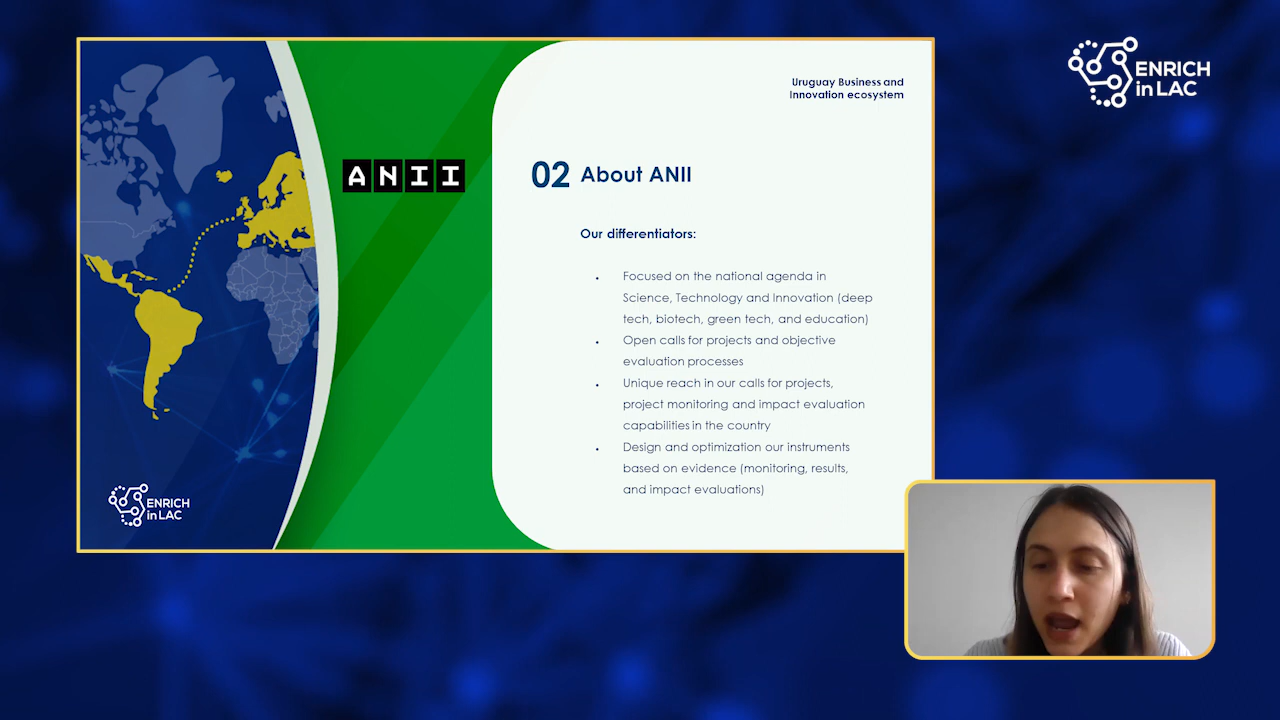 ENRICH
in LAC
Uruguay Business and
Innovation ecosystem
ANII
02 About ANII
Our differentiators:
• Focused on the national agenda in
Science, Technology and Innovation (deep
tech, biotech, green tech, and education)
• Open calls for projects and objective
evaluation processes
• Unique reach in our calls for projects,
project monitoring and impact evaluation
capabilities in the country
• Design and optimization our instruments
based on evidence (monitoring, results,
and impact evaluations)
ENRICH
in LAC